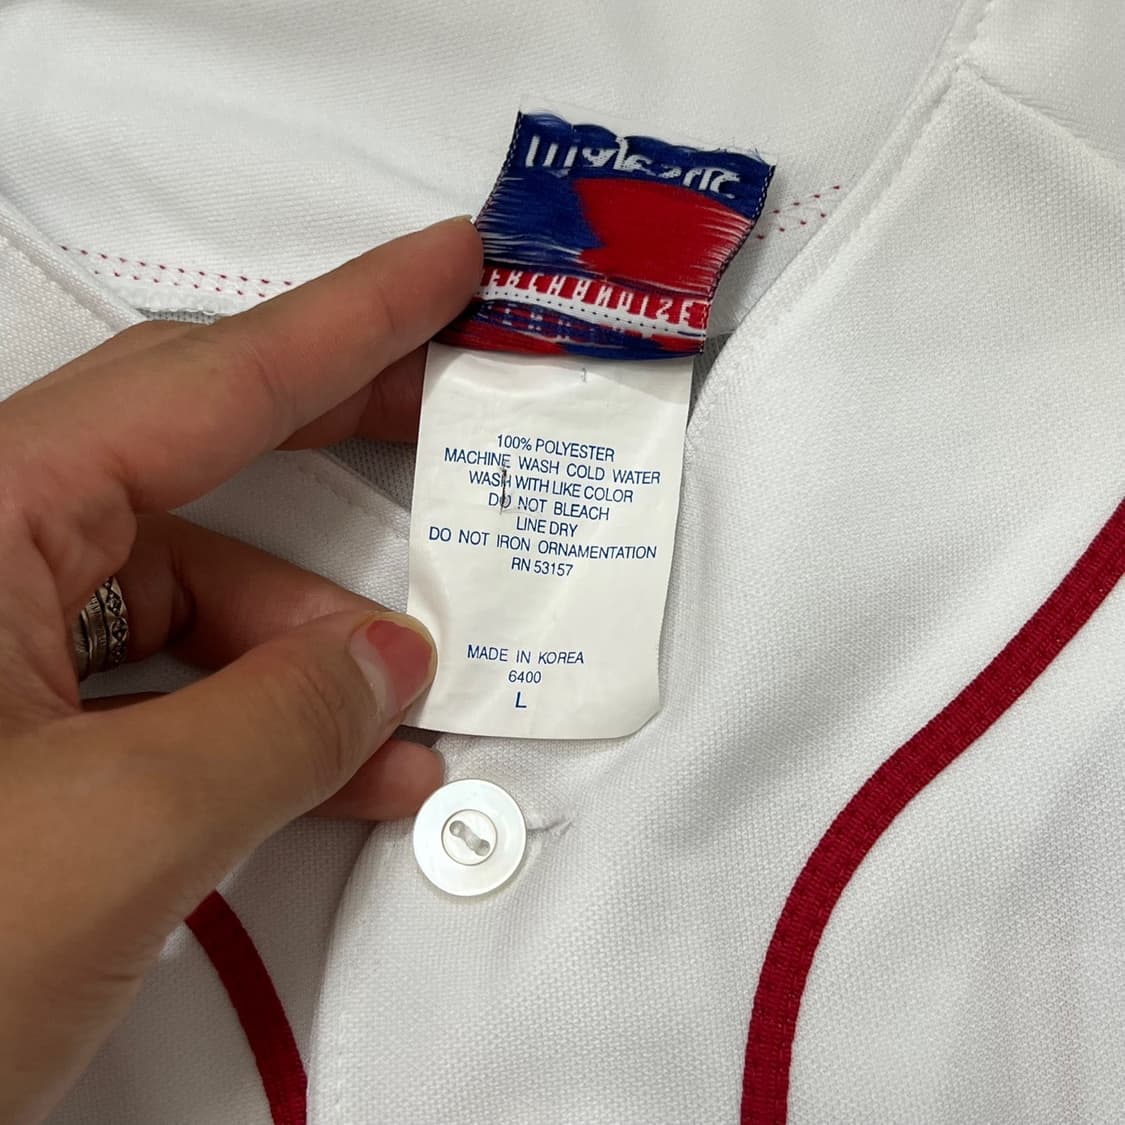 MERCHANDISE
100% POLYESTER
MACHINE WASH COLD WATER
WASH WITH LIKE COLOR
DO NOT BLEACH
LINE DRY
DO NOT IRON ORNAMENTATION
RN 53157
MADE IN KOREA
6400
L